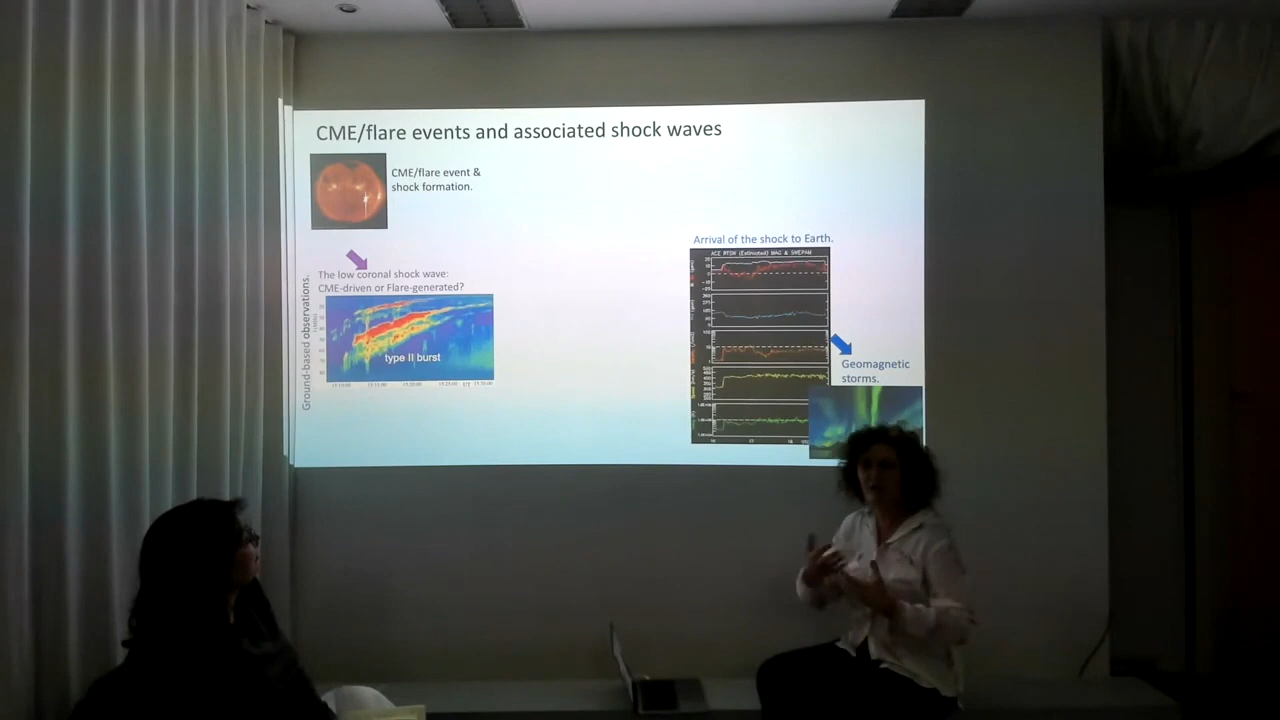 CME/flare events and associated shock waves
CME/flare event &
shock formation.
The low coronal shock wave:
CME-driven or Flare-generated?
Ground-based observations.
type II burst
Arrival of the shock to Earth.
ACE RTSW (Estimated) MAG & SWEPAM
Geomagnetic
storms.